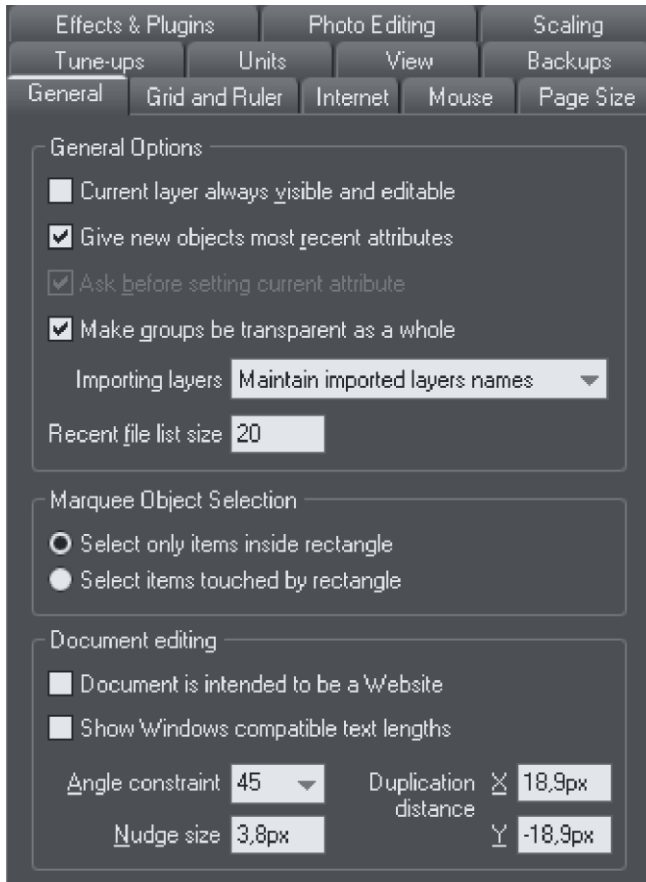 Effects & Plugins Photo Editing Scaling
Tune-ups Units View Backups
General Grid and Ruler Internet Mouse Page Size
General Options
Current layer always visible and editable
Give new objects most recent attributes
Ask before setting current attribute
Make groups be transparent as a whole
Importing layers Maintain imported layers names
Recent file list size 20
Marquee Object Selection
Select only items inside rectangle
Select items touched by rectangle
Document editing
Document is intended to be a Website
Show Windows compatible text lengths
Angle constraint 45 Duplication X 18,9px
distance
Nudge size 3,8px Y -18,9px